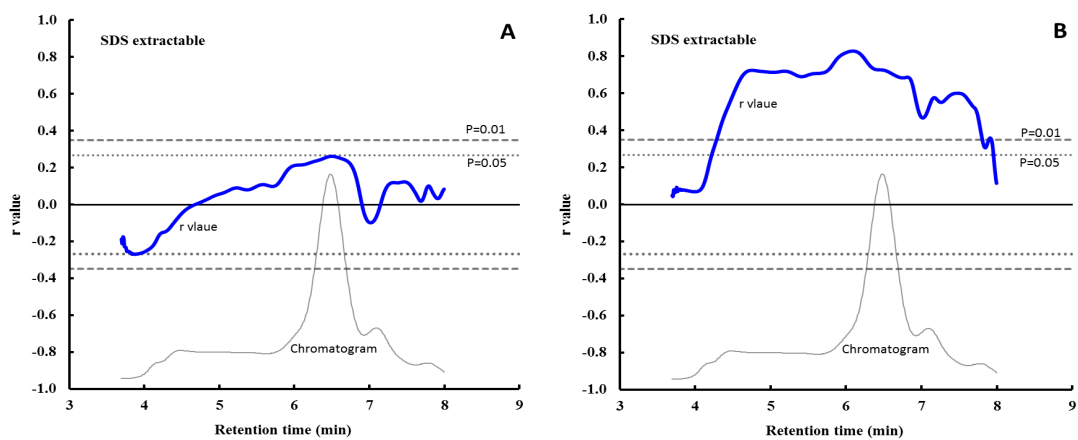 A
SDS extractable
1.0
0.8
0.6
0.4
0.2
0.0
-0.2
-0.4
-0.6
-0.8
-1.0
r value
P=0.01
P=0.05
r vlaue
Chromatogram
3 4 5 6 7 8 9
Retention time (min)
B
SDS extractable
1.0
0.8
0.6
0.4
0.2
0.0
-0.2
-0.4
-0.6
-0.8
-1.0
r value
r vlaue
P=0.01
P=0.05
Chromatogram
3 4 5 6 7 8 9
Retention time (min)